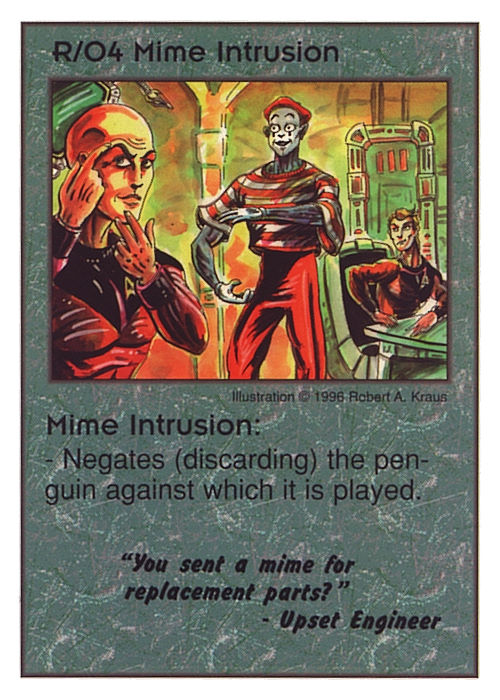 R/O4 Mime Intrusion
Illustration © 1996 Robert A. Kraus
Mime Intrusion:
- Negates (discarding) the pen-
guin against which it is played.
"You sent a mime for
replacement parts?"
- Upset Engineer